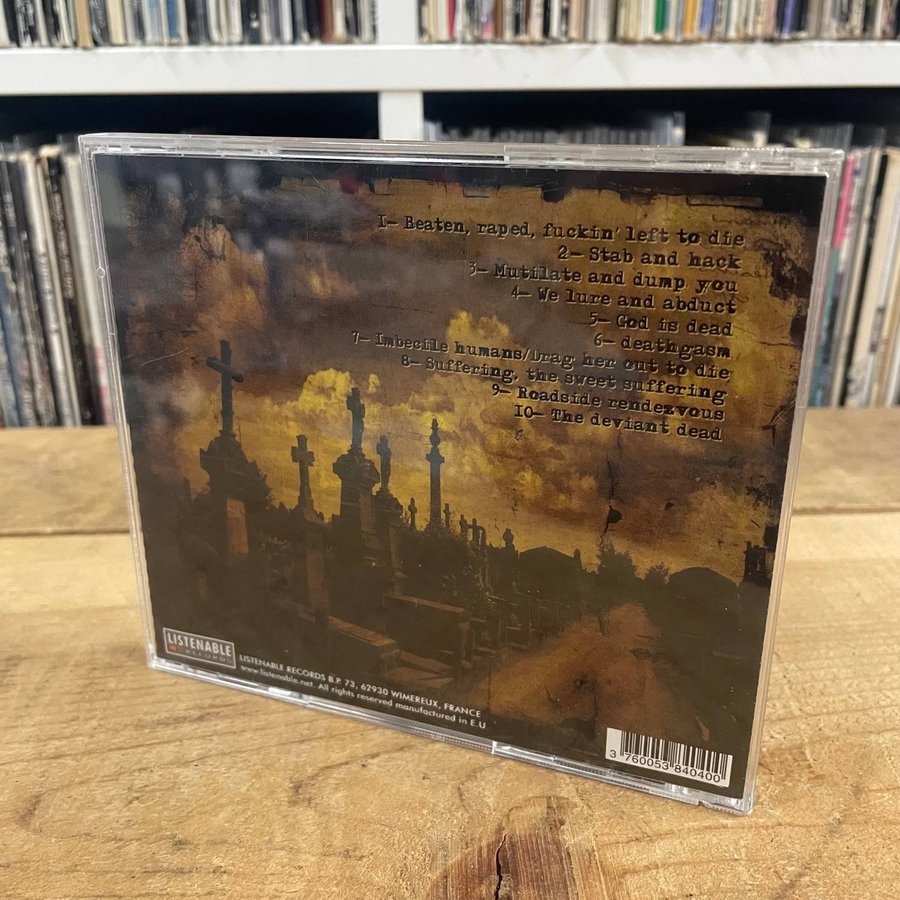 1- Beaten, raped, fuckin' left to die
2- Stab and hack
3- Mutilate and dump you
4- We lure and abduct
5- God is dead
6- deathgasm
7- Imbecile humans/Drag her out to die
8- Suffering, the sweet suffering
9- Roadside rendezvous
10- The deviant dead
LISTENABLE
RECORDS
LISTENABLE RECORDS B.P. 73, 62930 WIMEREUX, FRANCE
www.listenable.net. All rights reserved manufactured in E.U
3 760053 840400